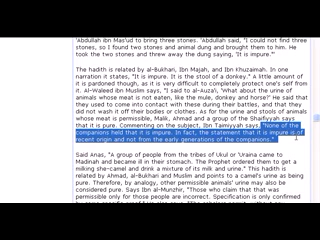 'Abdullah ibn Mas'ud to bring three stones. 'Abdullah said, "I could not find three
stones, so I found two stones and animal dung and brought them to him. He
took the two stones and threw away the dung saying, 'It is impure.'"
The hadith is related by al-Bukhari, Ibn Majah, and Ibn Khuzaimah. In one
narration it states, "It is impure. It is the stool of a donkey." A little amount of
it is pardoned though, as it is very difficult to completely protect one's self from
it. Al-Waleed ibn Muslim says, "I said to al-Auza'i, 'What about the urine of
animals whose meat is not eaten, like the mule, donkey and horse?' He said that
they used to come into contact with these during their battles, and that they
did not wash it off their bodies or clothes. As for the urine and stools of animals
whose meat is permissible, Malik, Ahmad and a group of the Shaifiyyah says
that it is pure. Commenting on the subject, Ibn Taimiyyah says, "None of the
companions held that it is impure. In fact, the statement that it is impure is of
recent origin and not from the early generations of the companions."
Said Anas, "A group of people from the tribes of Ukul or 'Uraina came to
Madinah and became ill in their stomach. The Prophet ordered them to get a
milking she-camel and drink a mixture of its milk and urine." This hadith is
related by Ahmad, al-Bukhari and Muslim and points to a camel's urine as being
pure. Therefore, by analogy, other permissible animals' urine may also be
considered pure. Says Ibn al-Munzhir, "Those who claim that that was
permissible only for those people are incorrect. Specification is only confirmed